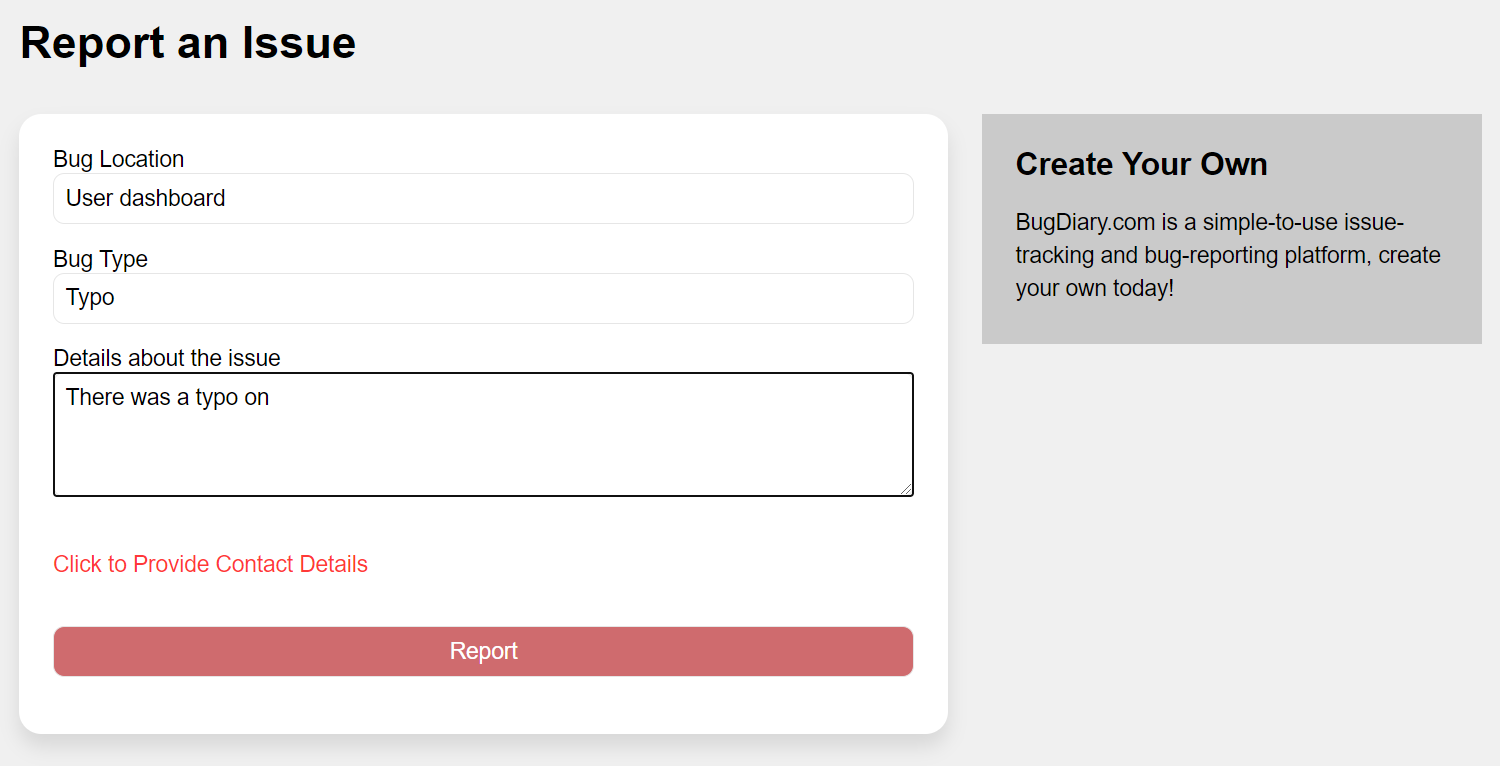 Report an Issue
Bug Location
User dashboard
Bug Type
Typo
Details about the issue
There was a typo on
Click to Provide Contact Details
Report
Create Your Own
BugDiary.com is a simple-to-use issue-
tracking and bug-reporting platform, create
your own today!